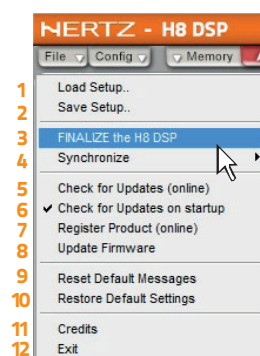 HERTZ - H8 DSP
File Config Memory
1 Load Setup..
2 Save Setup..
3 FINALIZE the H8 DSP
4 Synchronize
5 Check for Updates (online)
6 ✔ Check for Updates on startup
7 Register Product (online)
8 Update Firmware
9 Reset Default Messages
10 Restore Default Settings
11 Credits
12 Exit